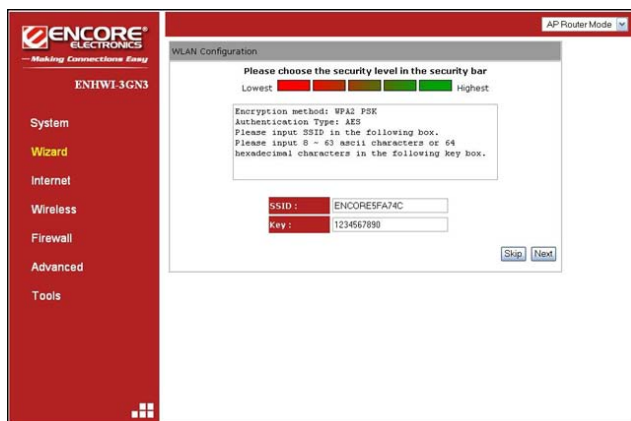 ENCORE®
ELECTRONICS
Making Connections Easy
ENHWI-3GN3
System
Wizard
Internet
Wireless
Firewall
Advanced
Tools
AP Router Mode
WLAN Configuration
Please choose the security level in the security bar
Lowest Highest
Encryption method: WPA2 PSK
Authentication Type: AES
Please input SSID in the following box.
Please input 8 - 63 ascii characters or 64
hexadecimal characters in the following key box.
SSID : ENCORE5FA74C
Key : 1234567890
Skip Next